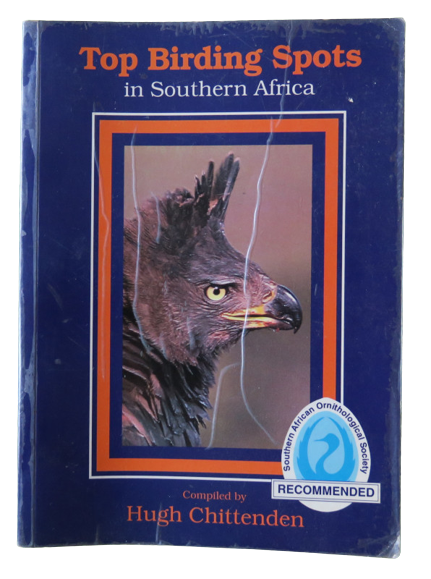 Top Birding Spots
in Southern Africa
Southern African Ornithological Society
RECOMMENDED
Compiled by
Hugh Chittenden